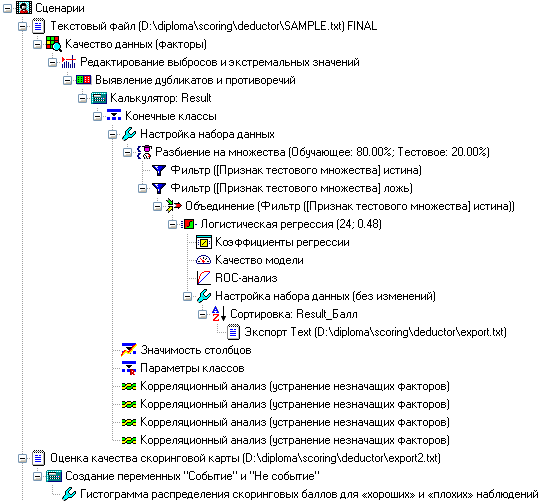 Сценарии
Текстовый файл (D:\diploma\scoring\deductor\SAMPLE.txt) FINAL
Качество данных (факторы)
Редактирование выбросов и экстремальных значений
Выявление дубликатов и противоречий
Калькулятор: Result
Конечные классы
Настройка набора данных
Разбиение на множества (Обучающее: 80.00%; Тестовое: 20.00%)
Фильтр ([Признак тестового множества] истина)
Фильтр ([Признак тестового множества] ложь)
Объединение (Фильтр ([Признак тестового множества] истина))
Логистическая регрессия (24; 0.48)
Коэффициенты регрессии
Качество модели
ROC-анализ
Настройка набора данных (без изменений)
Сортировка: Result_Балл
Экспорт Text (D:\diploma\scoring\deductor\export.txt)
Значимость столбцов
Параметры классов
Корреляционный анализ (устранение незначащих факторов)
Корреляционный анализ (устранение незначащих факторов)
Корреляционный анализ (устранение незначащих факторов)
Корреляционный анализ (устранение незначащих факторов)
Оценка качества скоринговой карты (D:\diploma\scoring\deductor\export2.txt)
Создание переменных "Событие" и "Не событие"
Гистограмма распределения скоринговых баллов для «хороших» и «плохих» наблюдений